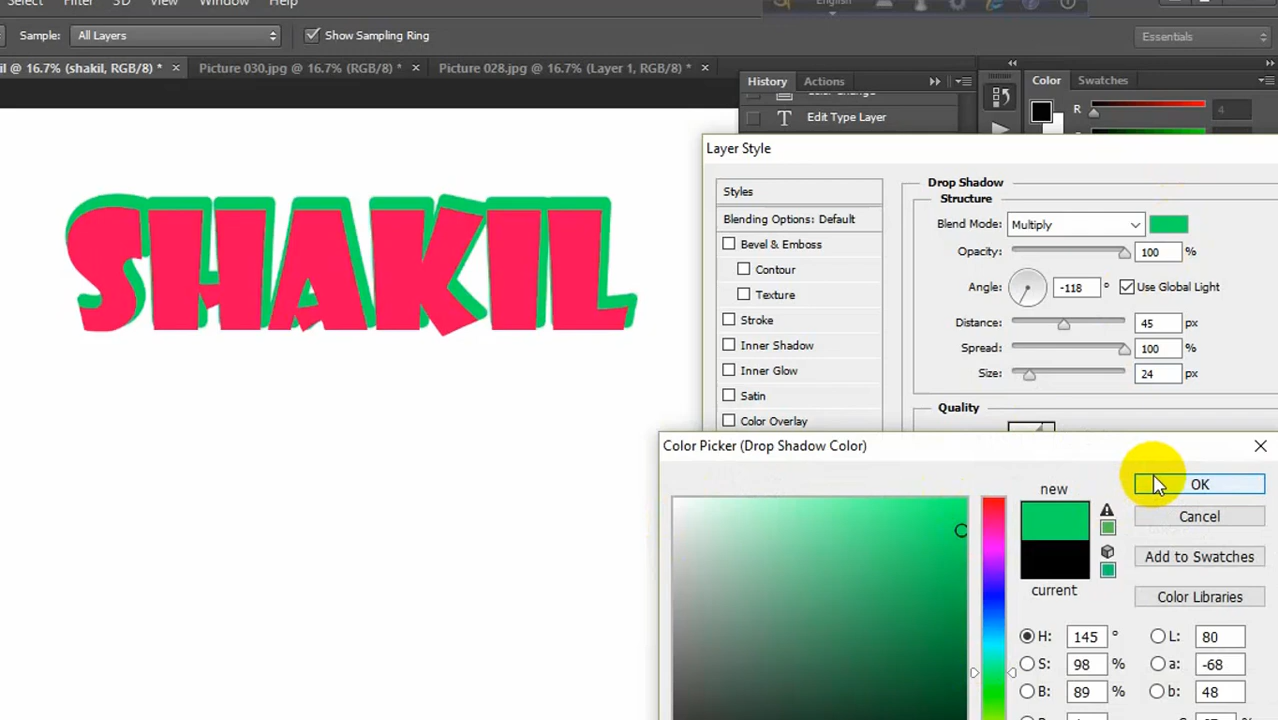 Select Filter 3D View Window Help
English
Sample: All Layers Show Sampling Ring Essentials
il @ 16.7% (shakil, RGB/8) * × Picture 030.jpg @ 16.7% (RGB/8) * × Picture 028.jpg @ 16.7% (Layer 1, RGB/8) * ×
History Actions Color Swatches
R 4
Edit Type Layer
Layer Style
SHAKIL
Styles
Blending Options: Default
Bevel & Emboss
Contour
Texture
Stroke
Inner Shadow
Inner Glow
Satin
Color Overlay
Drop Shadow
Structure
Blend Mode: Multiply
Opacity: 100 %
Angle: -118 ° Use Global Light
Distance: 45 px
Spread: 100 %
Size: 24 px
Quality
Color Picker (Drop Shadow Color)
new
current
OK
Cancel
Add to Swatches
Color Libraries
H: 145 ° L: 80
S: 98 % a: -68
B: 89 % b: 48